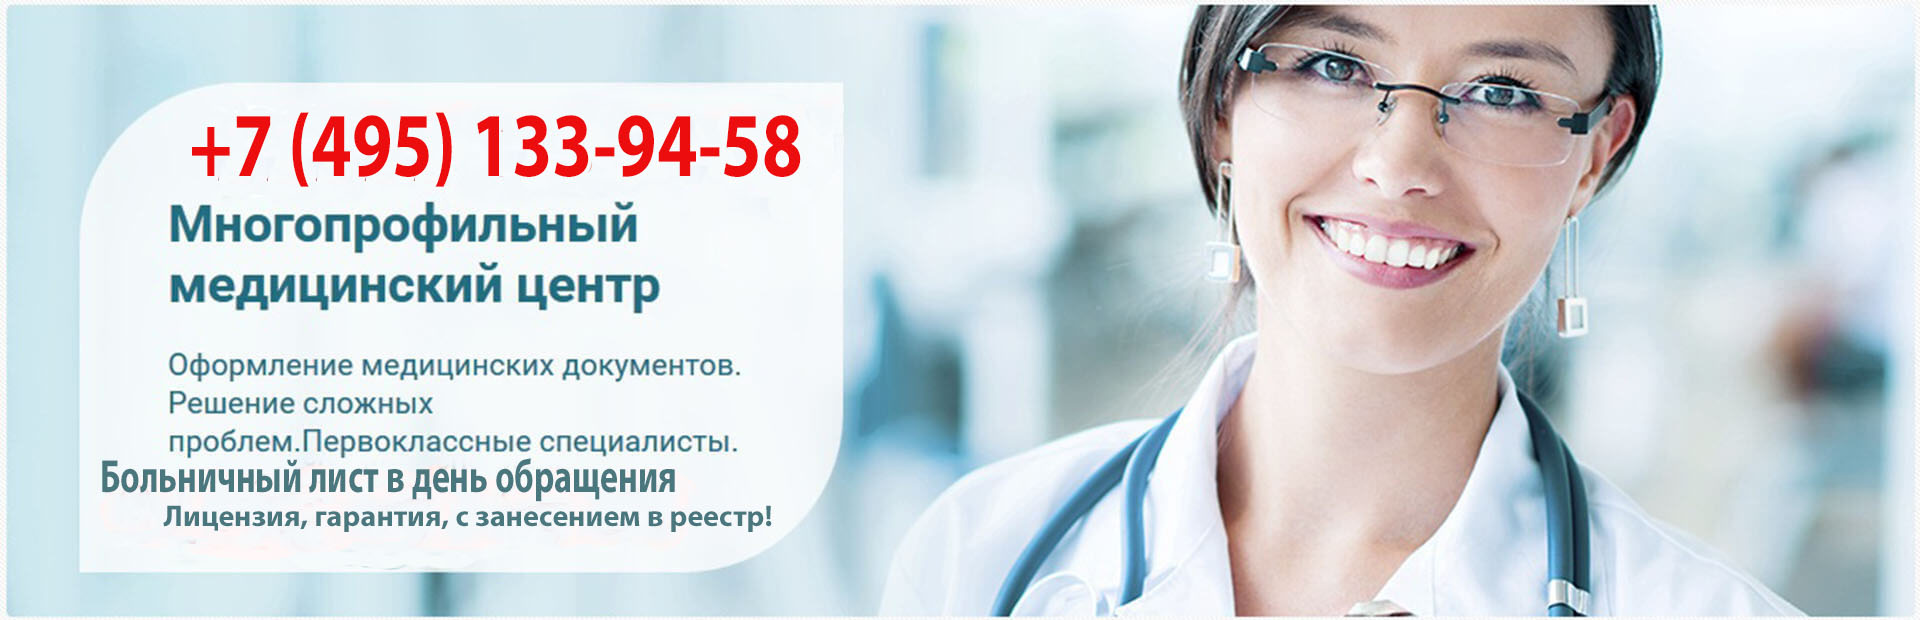 +7 (495) 133-94-58
Многопрофильный
медицинский центр
Оформление медицинских документов.
Решение сложных
проблем.Первоклассные специалисты.
Больничный лист в день обращения
Лицензия, гарантия, с занесением в реестр!